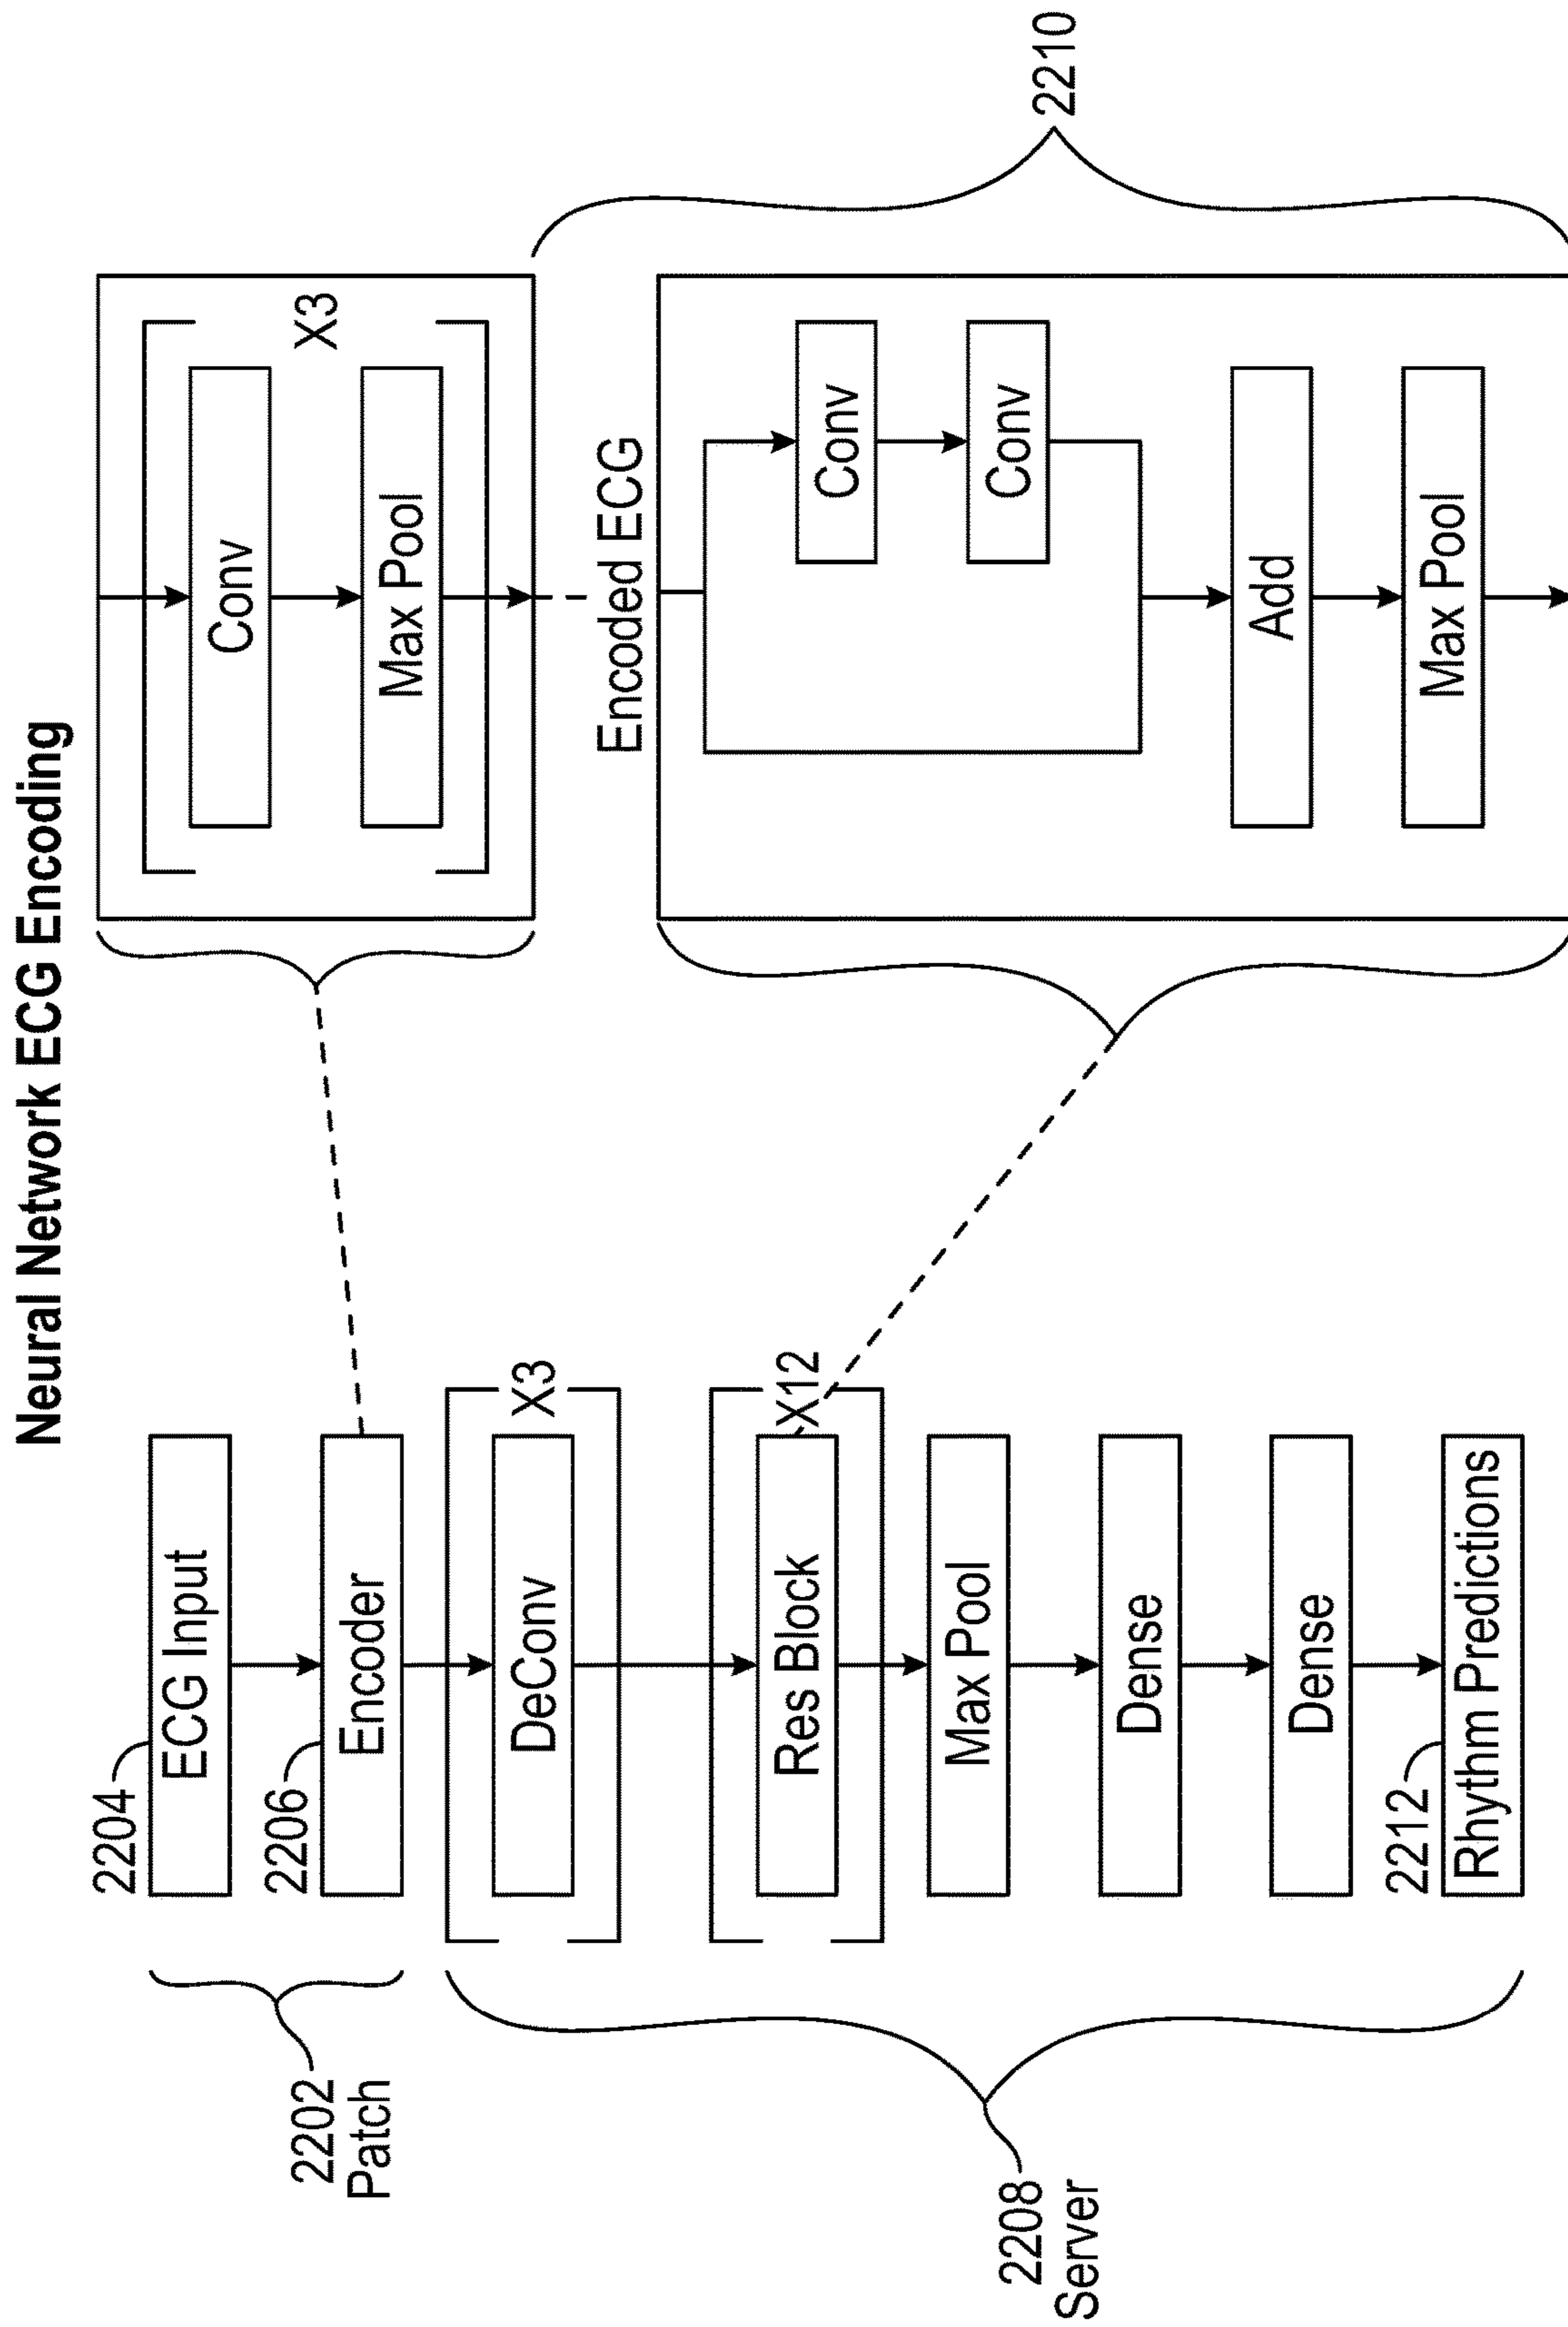 Neural Network ECG Encoding
2204
ECG Input
2206
Encoder
2202
Patch
DeConv
X3
Res Block
X12
Max Pool
Dense
Dense
2212
Rhythm Predictions
2208
Server
Conv
X3
Max Pool
Encoded ECG
Conv
Conv
Add
Max Pool
2210